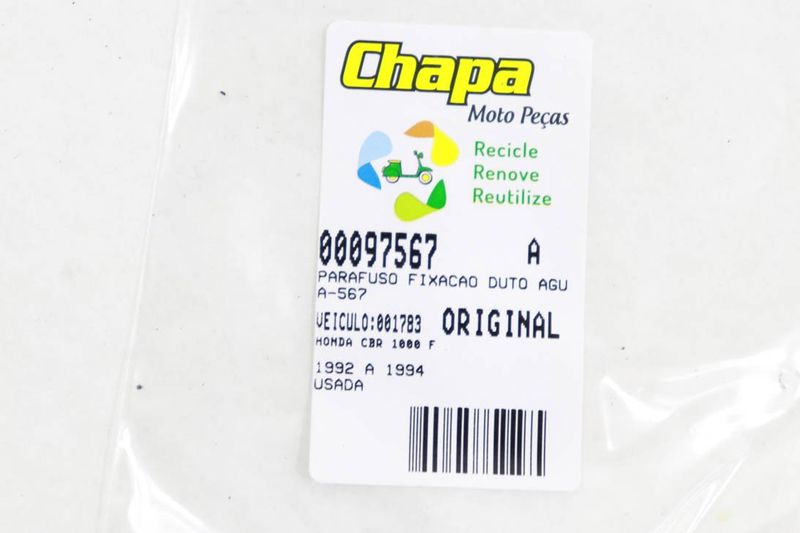 Chapa
Moto Peças
Recicle
Renove
Reutilize
00097567 A
PARAFUSO FIXACAO DUTO AGU
A-567
VEICULO:001783 ORIGINAL
HONDA CBR 1000 F
1992 A 1994
USADA